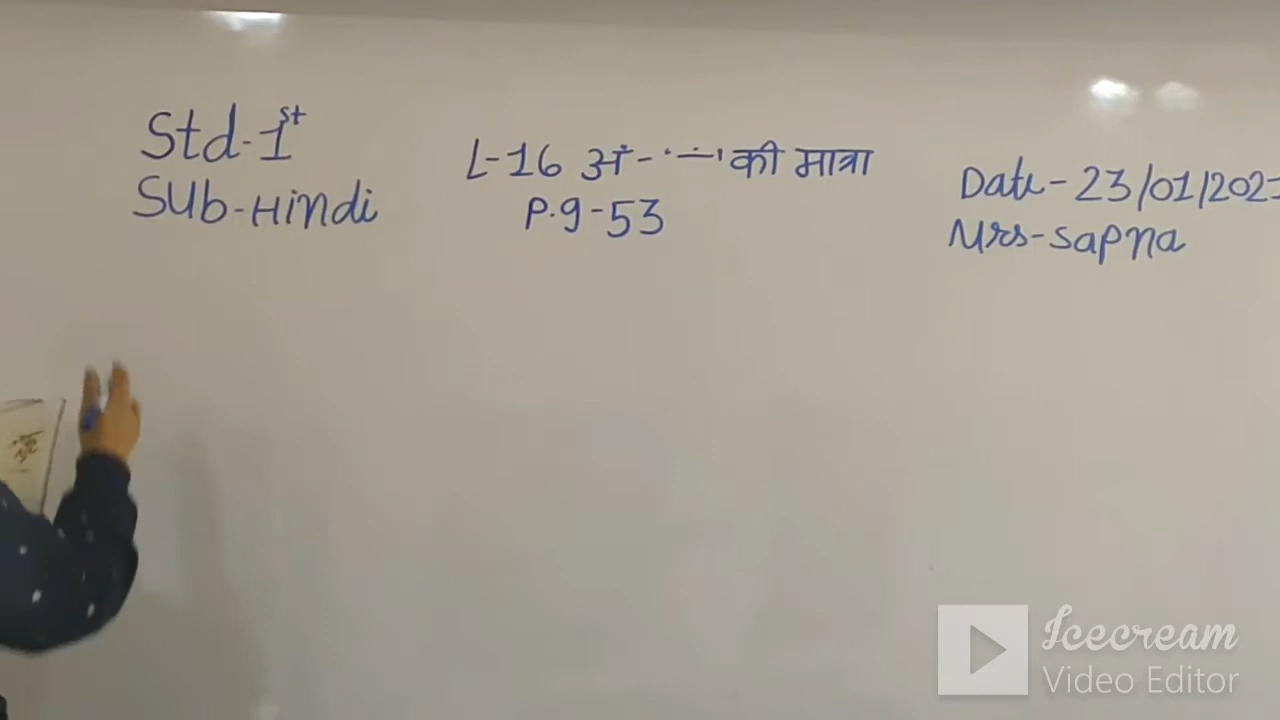 Std-1st
Sub-Hindi
L-16 अं-'—ं' की मात्रा
P.g-53
Date-23/01/202
Mrs-Sapna
Icecream
Video Editor